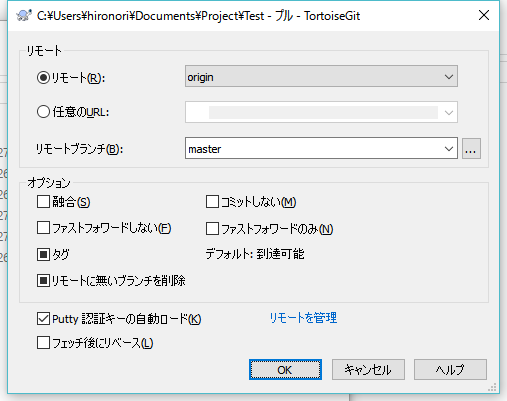 C:¥Users¥hironori¥Documents¥Project¥Test - プル - TortoiseGit
リモート
リモート(R): origin
任意のURL:
リモートブランチ(B): master ...
オプション
融合(S) コミットしない(M)
ファストフォワードしない(F) ファストフォワードのみ(N)
タグ デフォルト: 到達可能
リモートに無いブランチを削除
Putty 認証キーの自動ロード(K) リモートを管理
フェッチ後にリベース(L)
OK キャンセル ヘルプ